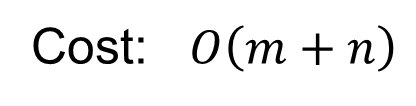 Cost: O(m + n)